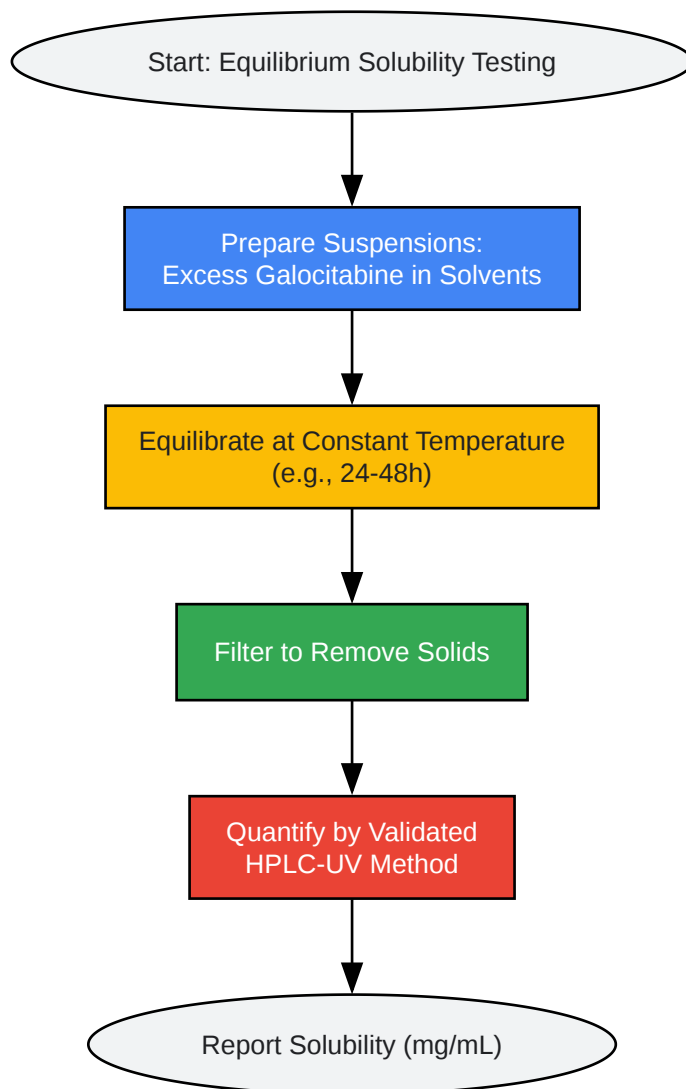 Start: Equilibrium Solubility Testing
Prepare Suspensions:
Excess Galocitabine in Solvents
Equilibrate at Constant Temperature
(e.g., 24-48h)
Filter to Remove Solids
Quantify by Validated
HPLC-UV Method
Report Solubility (mg/mL)